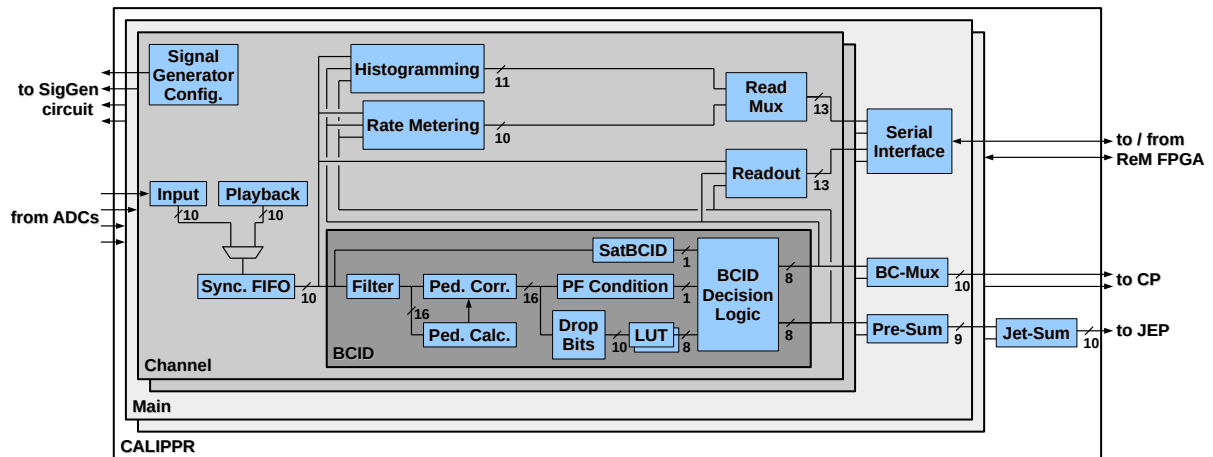 Signal
Generator
Config.
to SigGen
circuit
Histogramming
11
Rate Metering
10
Read
Mux
13
Serial
Interface
to / from
ReM FPGA
Readout
13
Input
10
Playback
10
from ADCs
Sync. FIFO
10
Filter
16
Ped. Corr.
16
Ped. Calc.
SatBCID
1
PF Condition
1
Drop
Bits
10
LUT
8
BCID
Decision
Logic
8
8
BC-Mux
10
to CP
Pre-Sum
9
Jet-Sum
10
to JEP
BCID
Channel
Main
CALIPPR